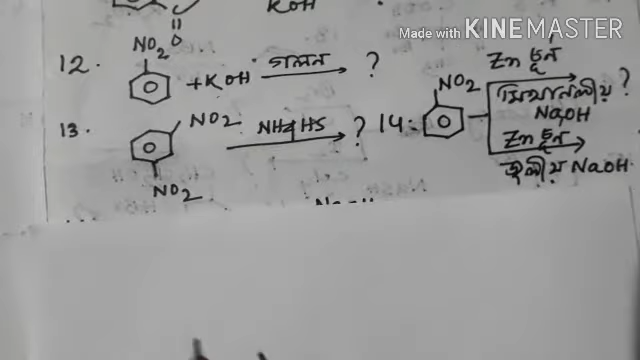 O
KOH
Made with KINEMASTER
12. NO2 + KOH গলন ?
13. NO2 NO2 NH4HS ?
14. NO2 Zn চূর্ণ মিথানলীয় NaOH ?
Zn চূর্ণ জলীয় NaOH